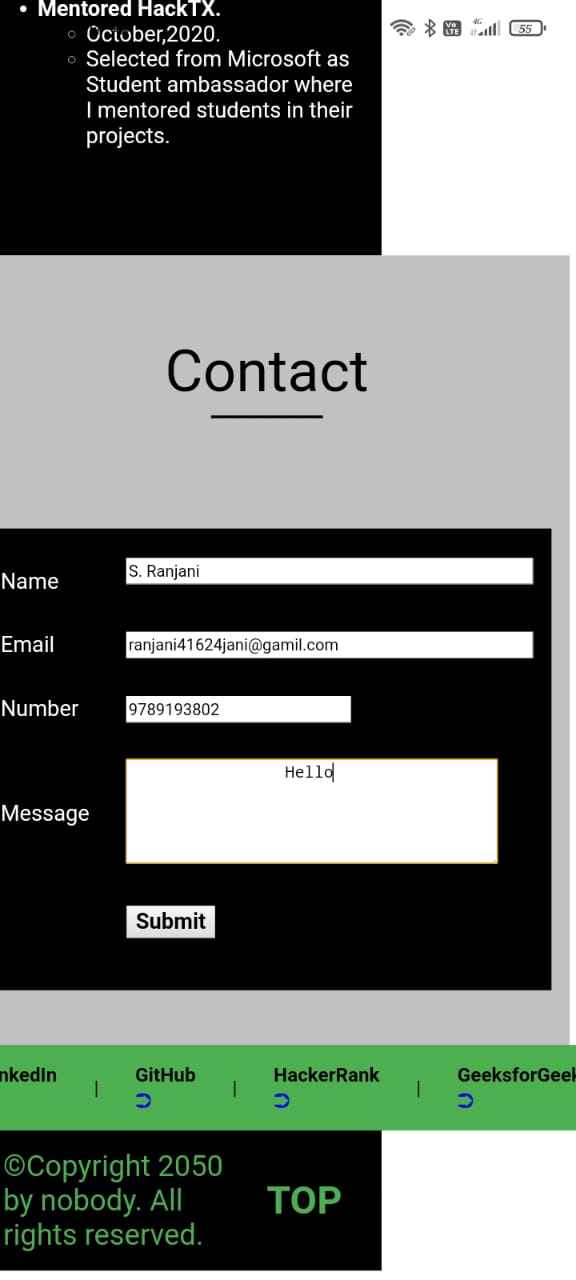 Mentored HackTX.
October,2020.
Selected from Microsoft as
Student ambassador where
I mentored students in their
projects.
Vo
LTE
4G
55
Contact
Name
S. Ranjani
Email
ranjani41624jani@gamil.com
Number
9789193802
Message
Hello
Submit
nkedIn | GitHub | HackerRank | GeeksforGeek
©Copyright 2050
by nobody. All
rights reserved.
TOP